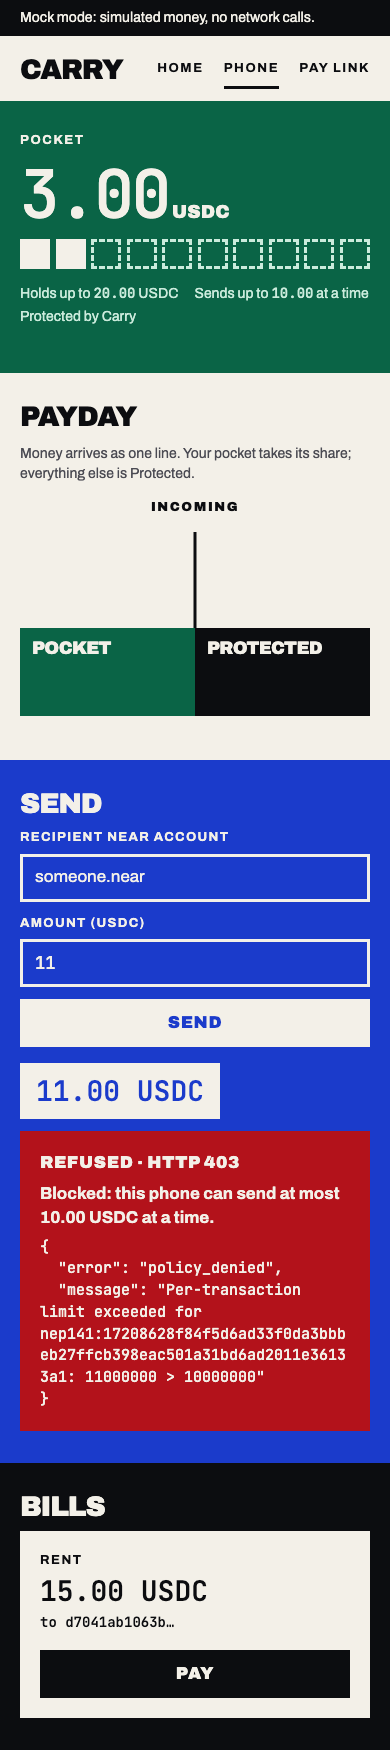 Mock mode: simulated money, no network calls.
CARRY HOME PHONE PAY LINK
POCKET
3.00 USDC
Holds up to 20.00 USDC Sends up to 10.00 at a time
Protected by Carry
PAYDAY
Money arrives as one line. Your pocket takes its share;
everything else is Protected.
INCOMING
POCKET PROTECTED
SEND
RECIPIENT NEAR ACCOUNT
someone.near
AMOUNT (USDC)
11
SEND
11.00 USDC
REFUSED · HTTP 403
Blocked: this phone can send at most
10.00 USDC at a time.
{
"error": "policy_denied",
"message": "Per-transaction
limit exceeded for
nep141:17208628f84f5d6ad33f0da3bbb
eb27ffcb398eac501a31bd6ad2011e3613
3a1: 11000000 > 10000000"
}
BILLS
RENT
15.00 USDC
to d7041ab1063b…
PAY